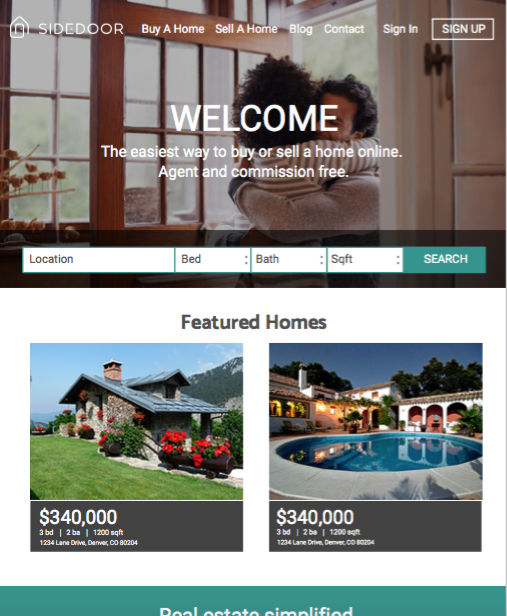 SIDEDOOR Buy A Home Sell A Home Blog Contact Sign In SIGN UP
WELCOME
The easiest way to buy or sell a home online.
Agent and commission free.
Location Bed Bath Sqft SEARCH
Featured Homes
$340,000
3 bd | 2 ba | 1200 sqft
1234 Lane Drive, Denver, CO 80204
$340,000
3 bd | 2 ba | 1200 sqft
1234 Lane Drive, Denver, CO 80204
Real estate simplified